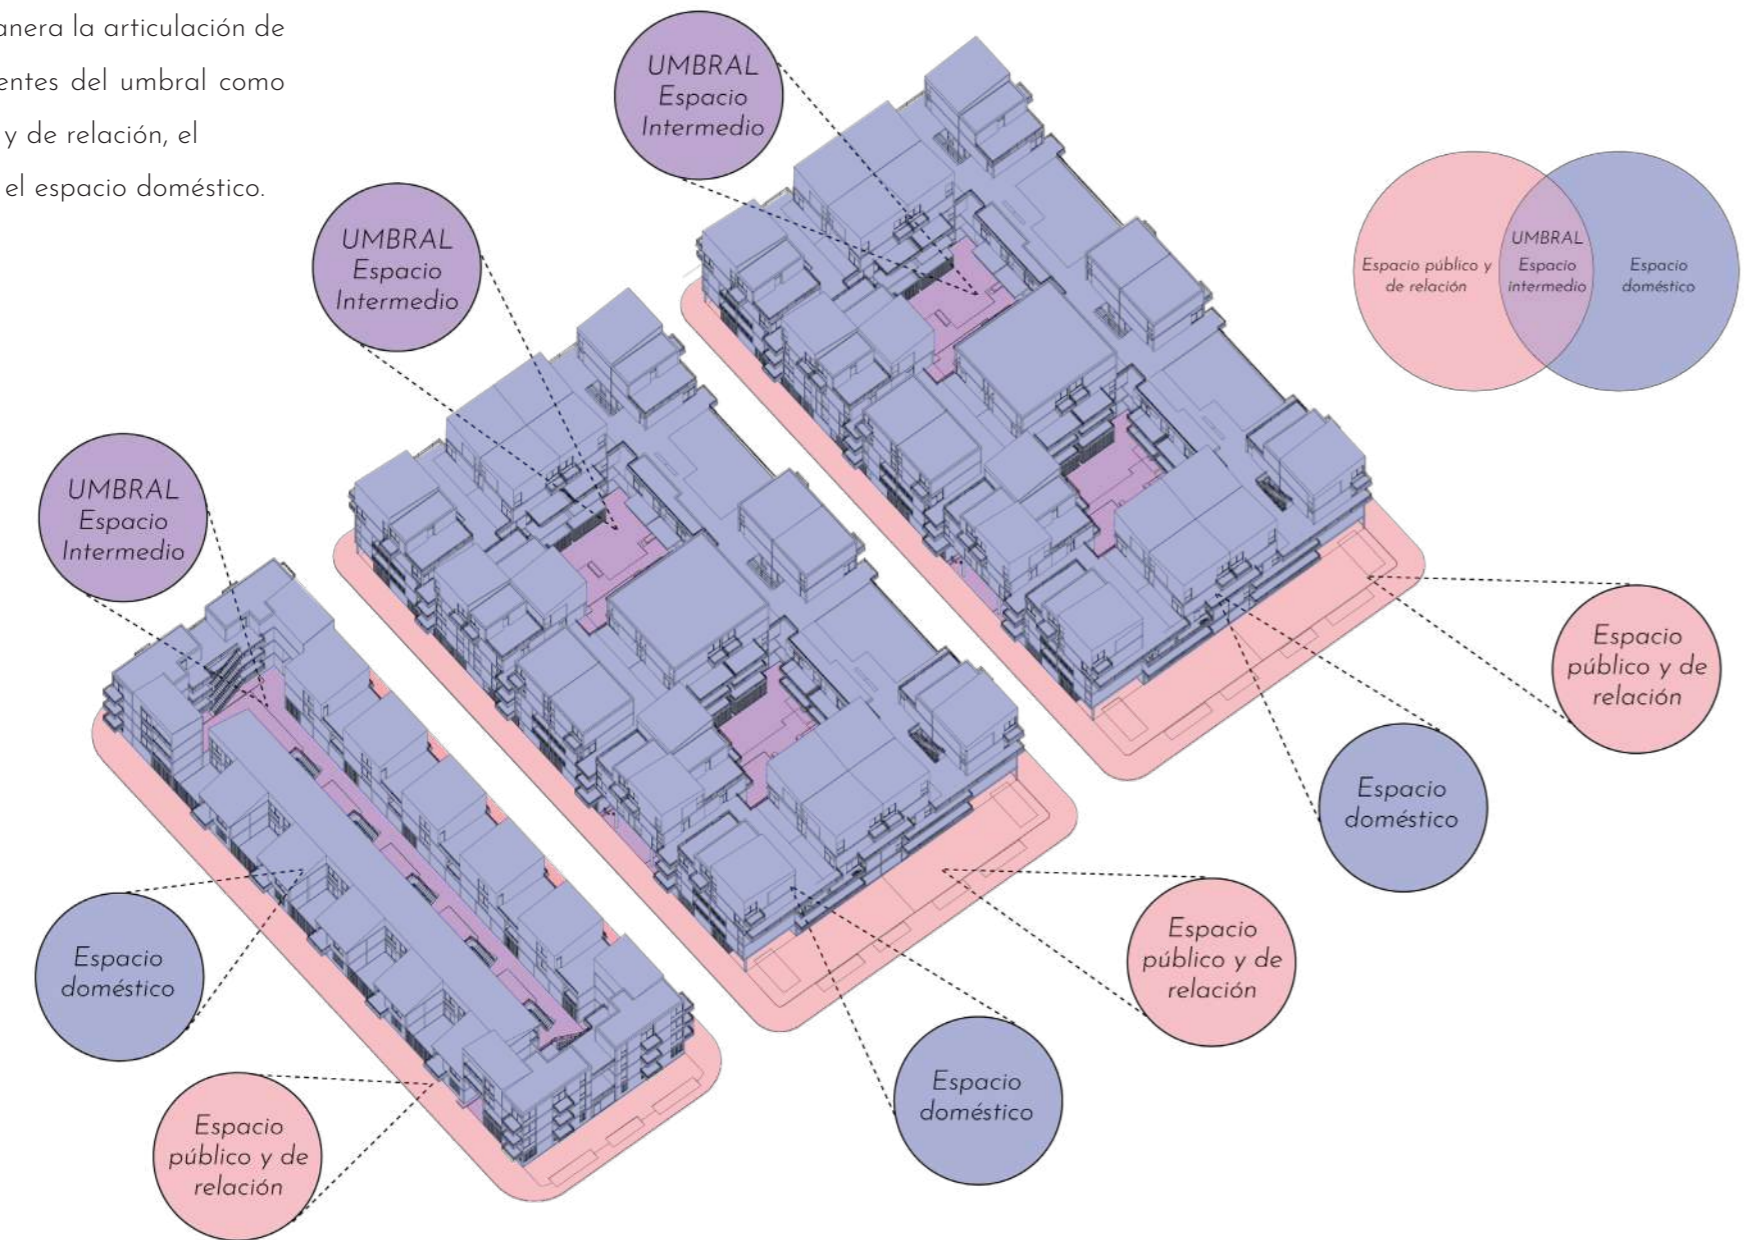 la articulación de
entes del umbral como
y de relación, el
el espacio doméstico.
UMBRAL
Espacio
Intermedio
UMBRAL
Espacio
Intermedio
UMBRAL
Espacio
Intermedio
Espacio público y
de relación
UMBRAL
Espacio
intermedio
Espacio
doméstico
Espacio
público y de
relación
Espacio
doméstico
Espacio
público y de
relación
Espacio
doméstico
Espacio
doméstico
Espacio
público y de
relación